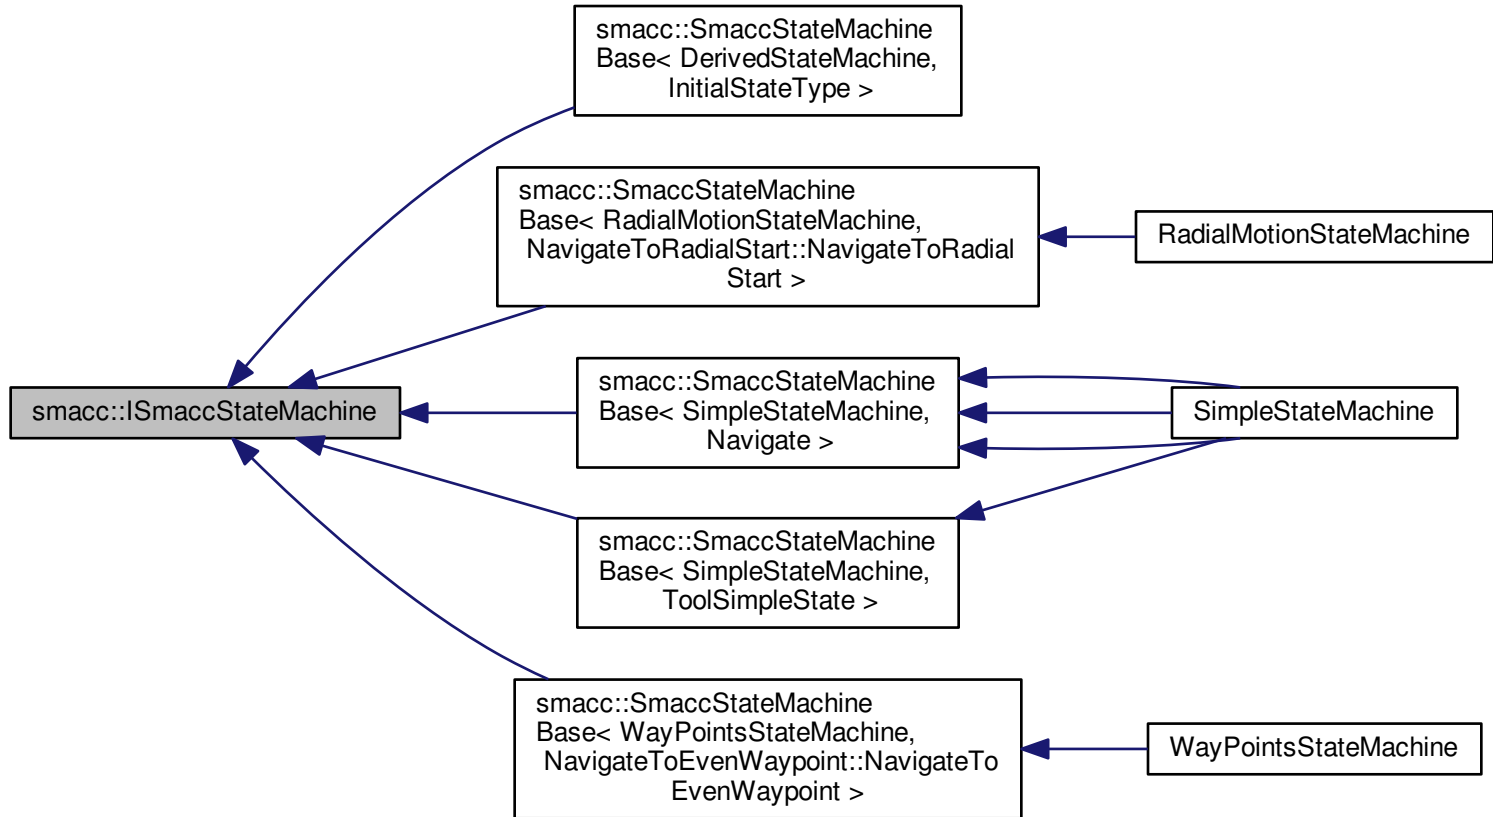 smacc::SmaccStateMachine
Base< DerivedStateMachine,
InitialStateType >
smacc::SmaccStateMachine
Base< RadialMotionStateMachine,
NavigateToRadialStart::NavigateToRadial
Start >
RadialMotionStateMachine
smacc::ISmaccStateMachine
smacc::SmaccStateMachine
Base< SimpleStateMachine,
Navigate >
SimpleStateMachine
smacc::SmaccStateMachine
Base< SimpleStateMachine,
ToolSimpleState >
smacc::SmaccStateMachine
Base< WayPointsStateMachine,
NavigateToEvenWaypoint::NavigateTo
EvenWaypoint >
WayPointsStateMachine